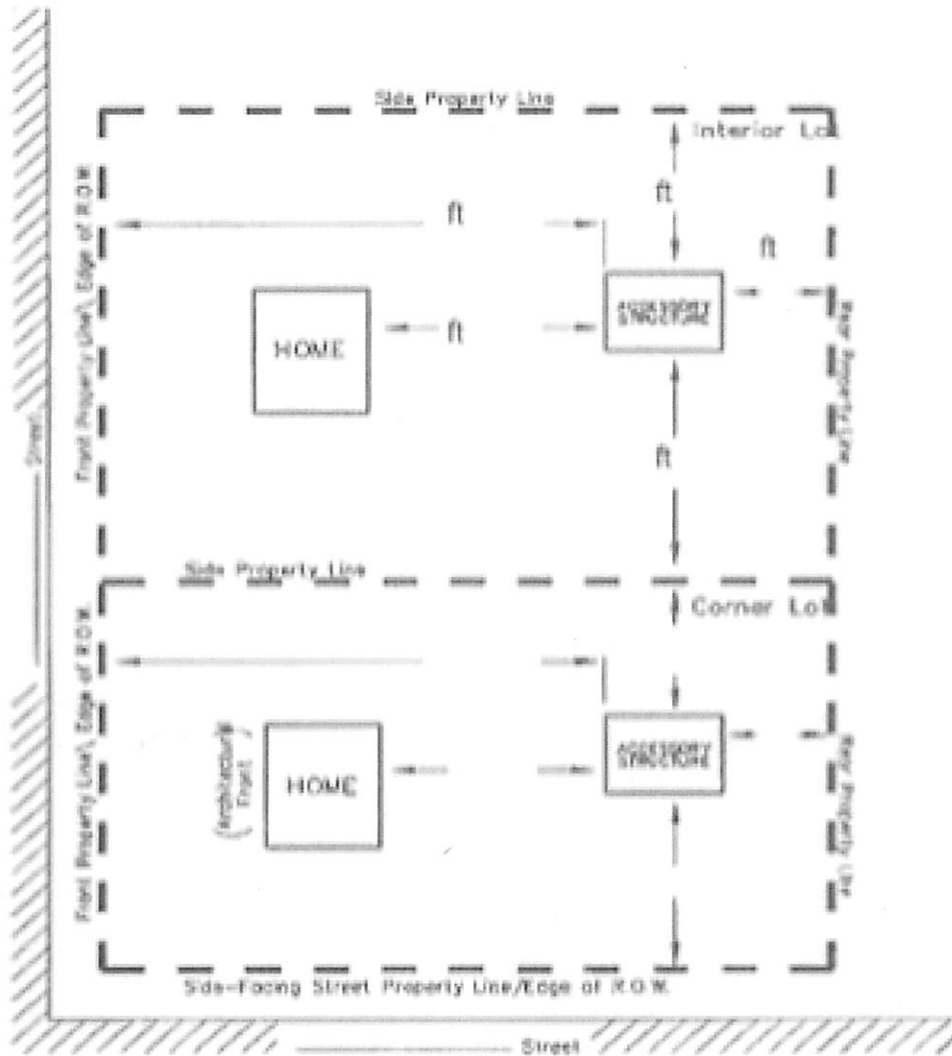 Side Property Line
Interior Lot
ft
ft
ft
Front Property Line\ Edge of R.O.W.
ACCESSORY
STRUCTURE
HOME
ft
Rear Property Line
Street
ft
Side Property Line
Corner Lot
Front Property Line\ Edge of R.O.W.
ACCESSORY
STRUCTURE
(Architectural
Front)
HOME
Rear Property Line
Side-Facing Street Property Line/Edge of R.O.W.
Street